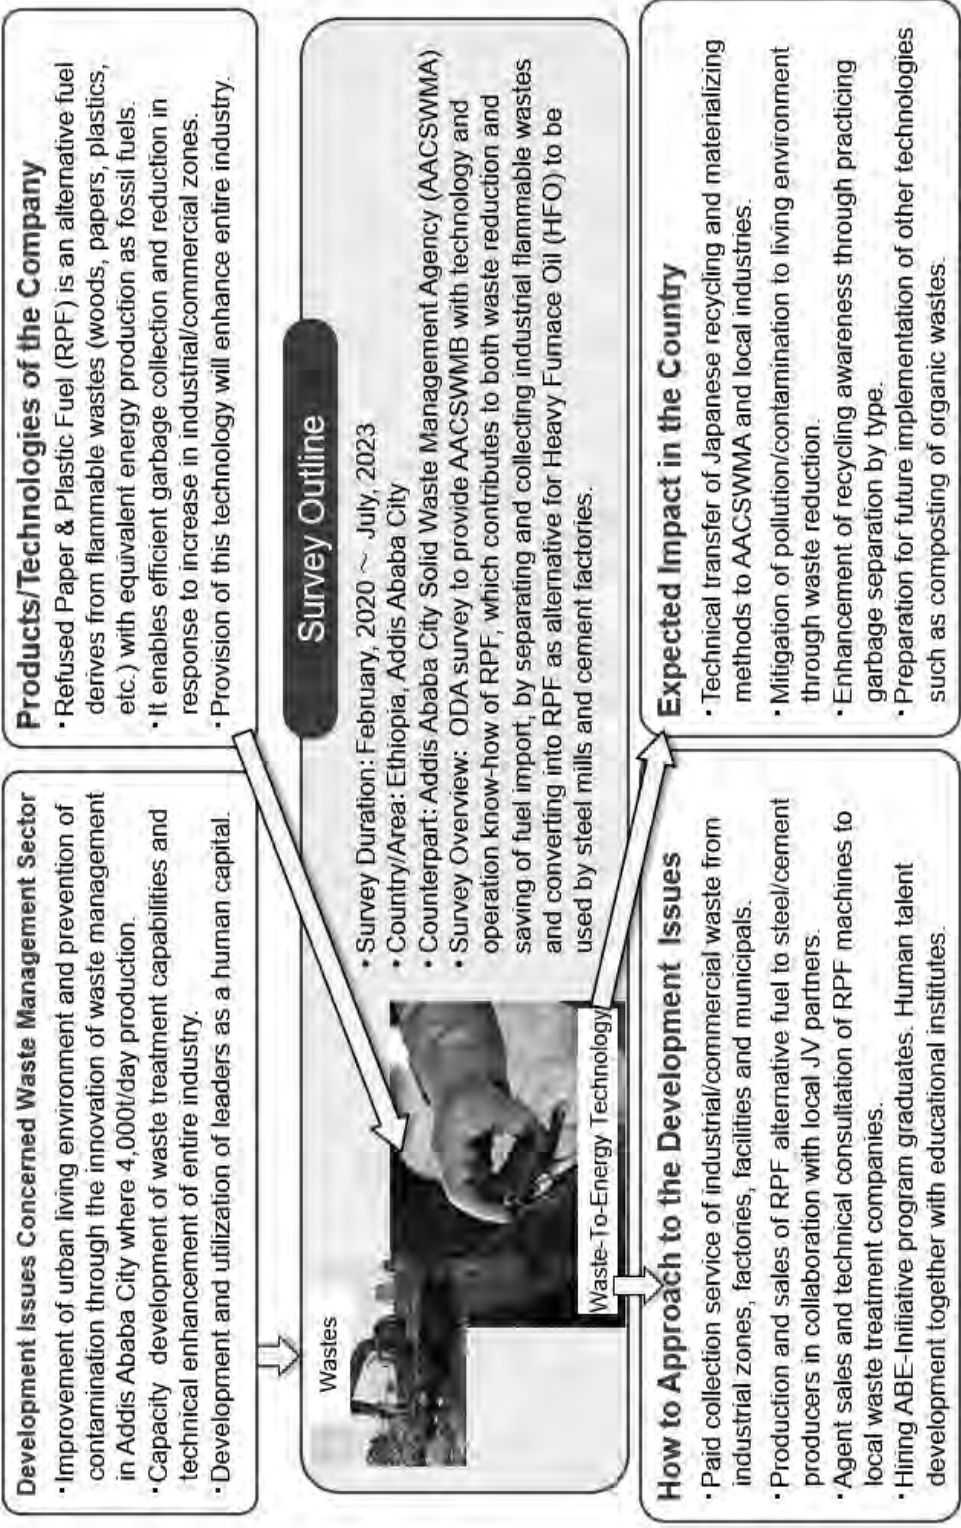 Development Issues Concerned Waste Management Sector
・Improvement of urban living environment and prevention of
contamination through the innovation of waste management
in Addis Ababa City where 4,000t/day production.
・Capacity development of waste treatment capabilities and
technical enhancement of entire industry.
・Development and utilization of leaders as a human capital.
Products/Technologies of the Company
・Refused Paper & Plastic Fuel (RPF) is an alternative fuel
derives from flammable wastes (woods, papers, plastics,
etc.) with equivalent energy production as fossil fuels.
・It enables efficient garbage collection and reduction in
response to increase in industrial/commercial zones.
・Provision of this technology will enhance entire industry.
Survey Outline
Wastes
Waste-To-Energy Technology
・Survey Duration: February, 2020 ~ July, 2023
・Country/Area: Ethiopia, Addis Ababa City
・Counterpart: Addis Ababa City Solid Waste Management Agency (AACSWMA)
・Survey Overview: ODA survey to provide AACSWMB with technology and
operation know-how of RPF, which contributes to both waste reduction and
saving of fuel import, by separating and collecting industrial flammable wastes
and converting into RPF as alternative for Heavy Furnace Oil (HFO) to be
used by steel mills and cement factories.
How to Approach to the Development Issues
・Paid collection service of industrial/commercial waste from
industrial zones, factories, facilities and municipals.
・Production and sales of RPF alternative fuel to steel/cement
producers in collaboration with local JV partners.
・Agent sales and technical consultation of RPF machines to
local waste treatment companies.
・Hiring ABE-Initiative program graduates. Human talent
development together with educational institutes.
Expected Impact in the Country
・Technical transfer of Japanese recycling and materializing
methods to AACSWMA and local industries.
・Mitigation of pollution/contamination to living environment
through waste reduction.
・Enhancement of recycling awareness through practicing
garbage separation by type.
・Preparation for future implementation of other technologies
such as composting of organic wastes.